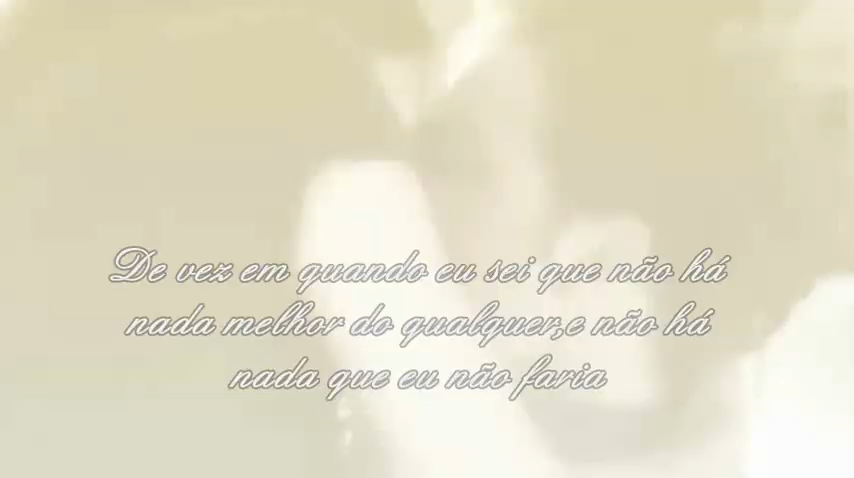 De vez em quando eu sei que não há
nada melhor do qualquer,e não há
nada que eu não faria